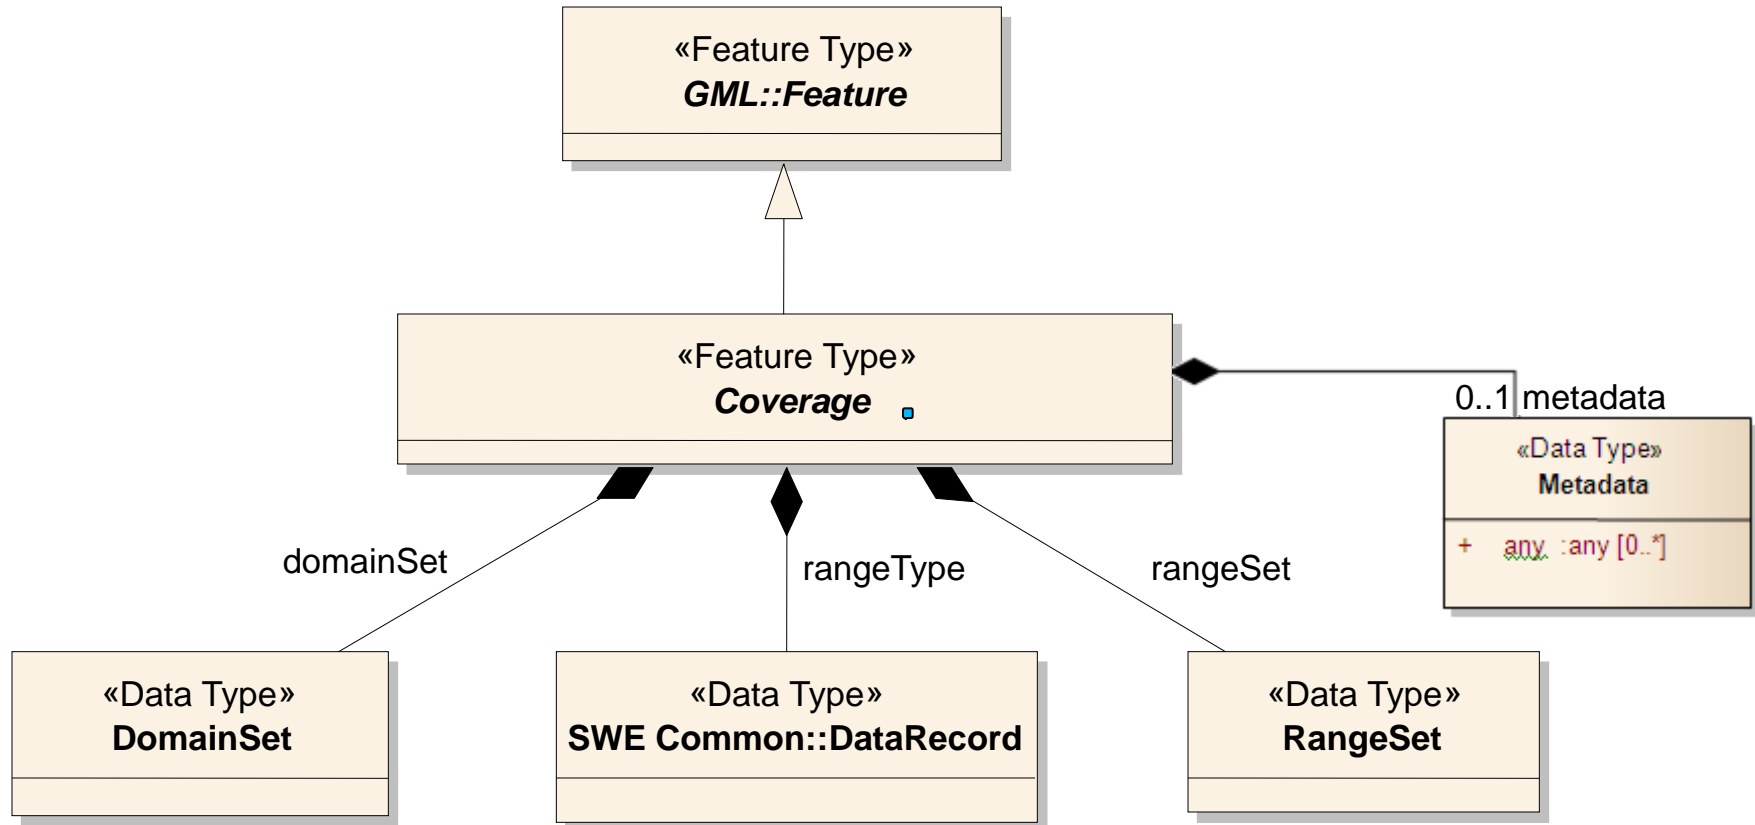 «Feature Type»
GML::Feature
«Feature Type»
Coverage
0..1 metadata
«Data Type»
Metadata
+ any :any [0..*]
domainSet
rangeType
rangeSet
«Data Type»
DomainSet
«Data Type»
SWE Common::DataRecord
«Data Type»
RangeSet